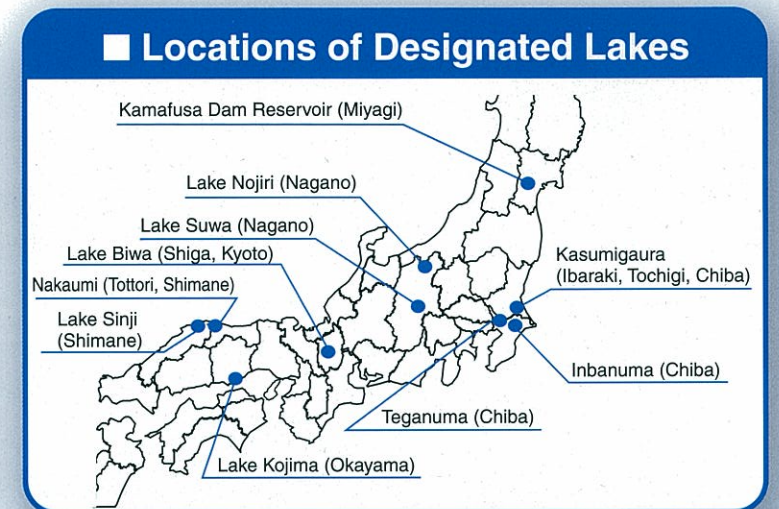 ■ Locations of Designated Lakes
Kamafusa Dam Reservoir (Miyagi)
Lake Nojiri (Nagano)
Lake Suwa (Nagano)
Lake Biwa (Shiga, Kyoto)
Nakaumi (Tottori, Shimane)
Lake Sinji
(Shimane)
Kasumigaura
(Ibaraki, Tochigi, Chiba)
Inbanuma (Chiba)
Teganuma (Chiba)
Lake Kojima (Okayama)